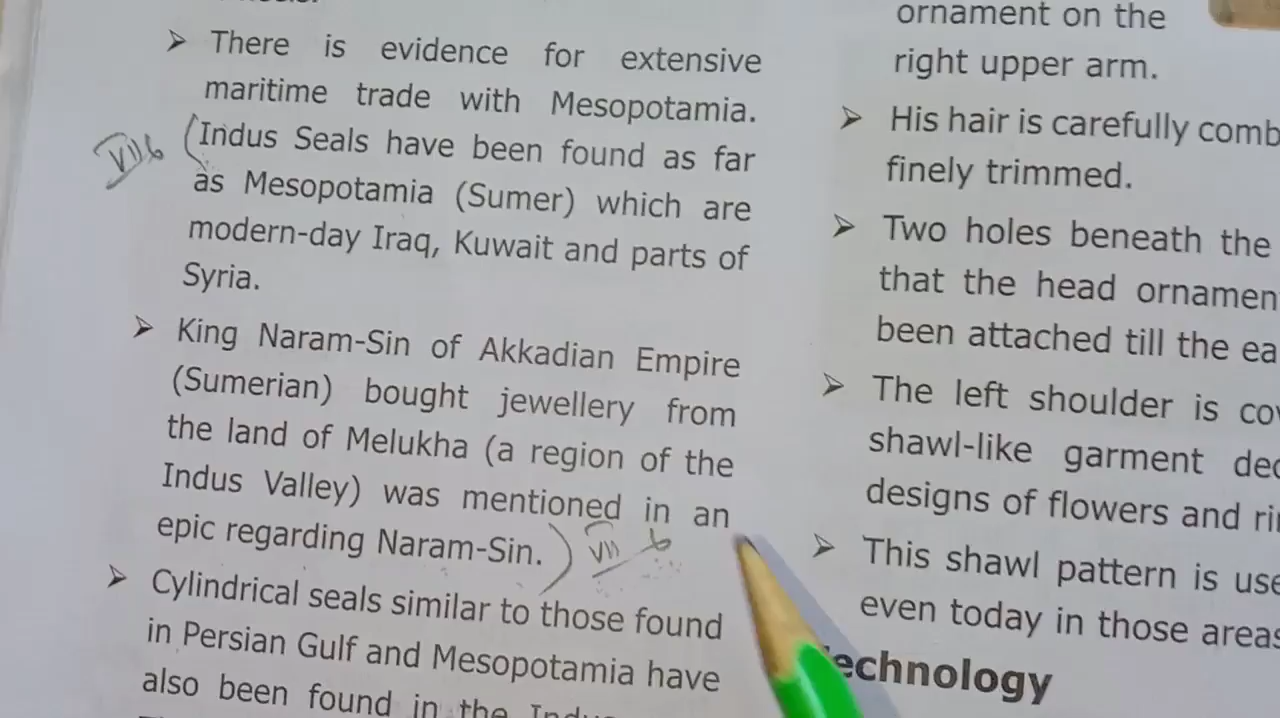 ➢ There is evidence for extensive
maritime trade with Mesopotamia.
Indus Seals have been found as far
as Mesopotamia (Sumer) which are
modern-day Iraq, Kuwait and parts of
Syria.
➢ King Naram-Sin of Akkadian Empire
(Sumerian) bought jewellery from
the land of Melukha (a region of the
Indus Valley) was mentioned in an
epic regarding Naram-Sin.
➢ Cylindrical seals similar to those found
in Persian Gulf and Mesopotamia have
also been found in the
ornament on the
right upper arm.
➢ His hair is carefully
finely trimmed.
➢ Two holes beneath the
that the head
been attached till the
➢ The left shoulder is
shawl-like garment
designs of flowers and
➢ This shawl pattern is
even today in those